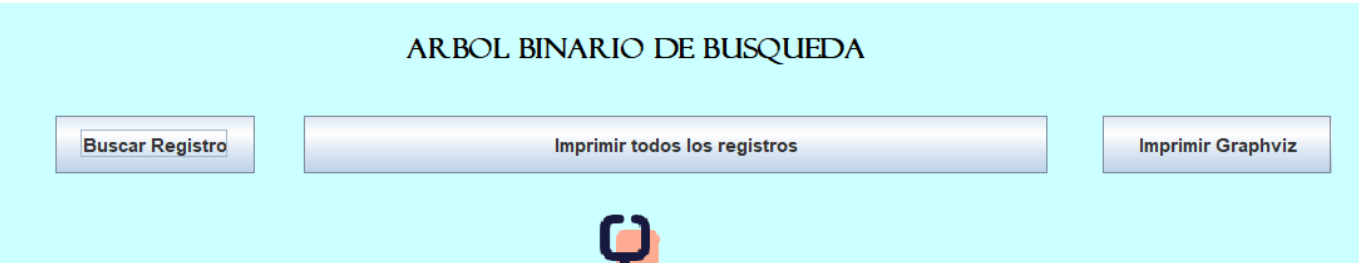 ARBOL BINARIO DE BUSQUEDA
Buscar Registro
Imprimir todos los registros
Imprimir Graphviz